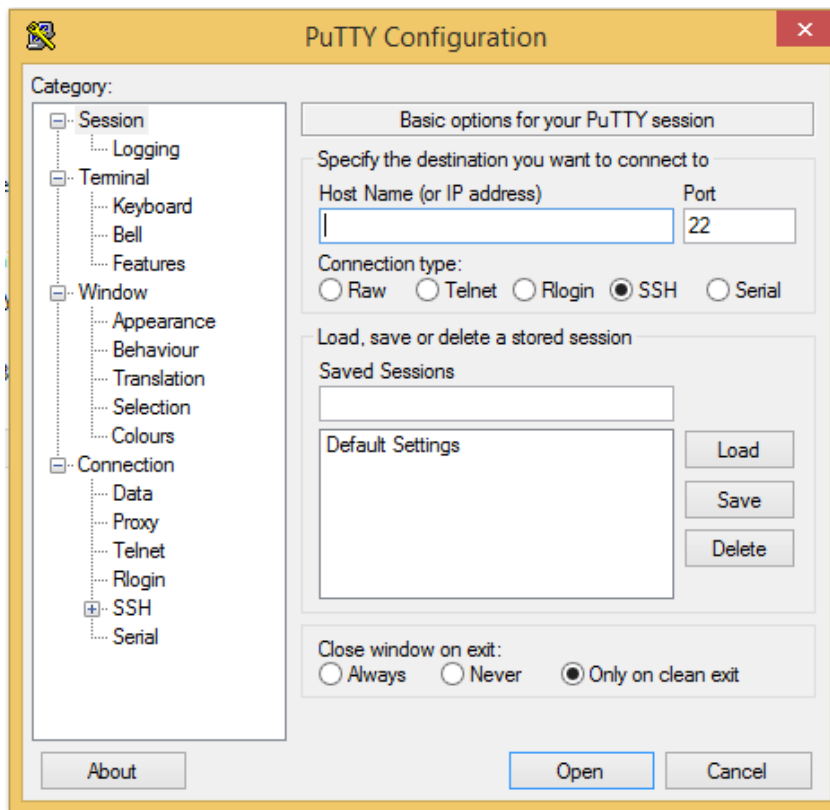 PuTTY Configuration
Category:
Session
Logging
Terminal
Keyboard
Bell
Features
Window
Appearance
Behaviour
Translation
Selection
Colours
Connection
Data
Proxy
Telnet
Rlogin
SSH
Serial
Basic options for your PuTTY session
Specify the destination you want to connect to
Host Name (or IP address) Port
22
Connection type:
Raw Telnet Rlogin SSH Serial
Load, save or delete a stored session
Saved Sessions
Default Settings
Load
Save
Delete
Close window on exit:
Always Never Only on clean exit
About Open Cancel